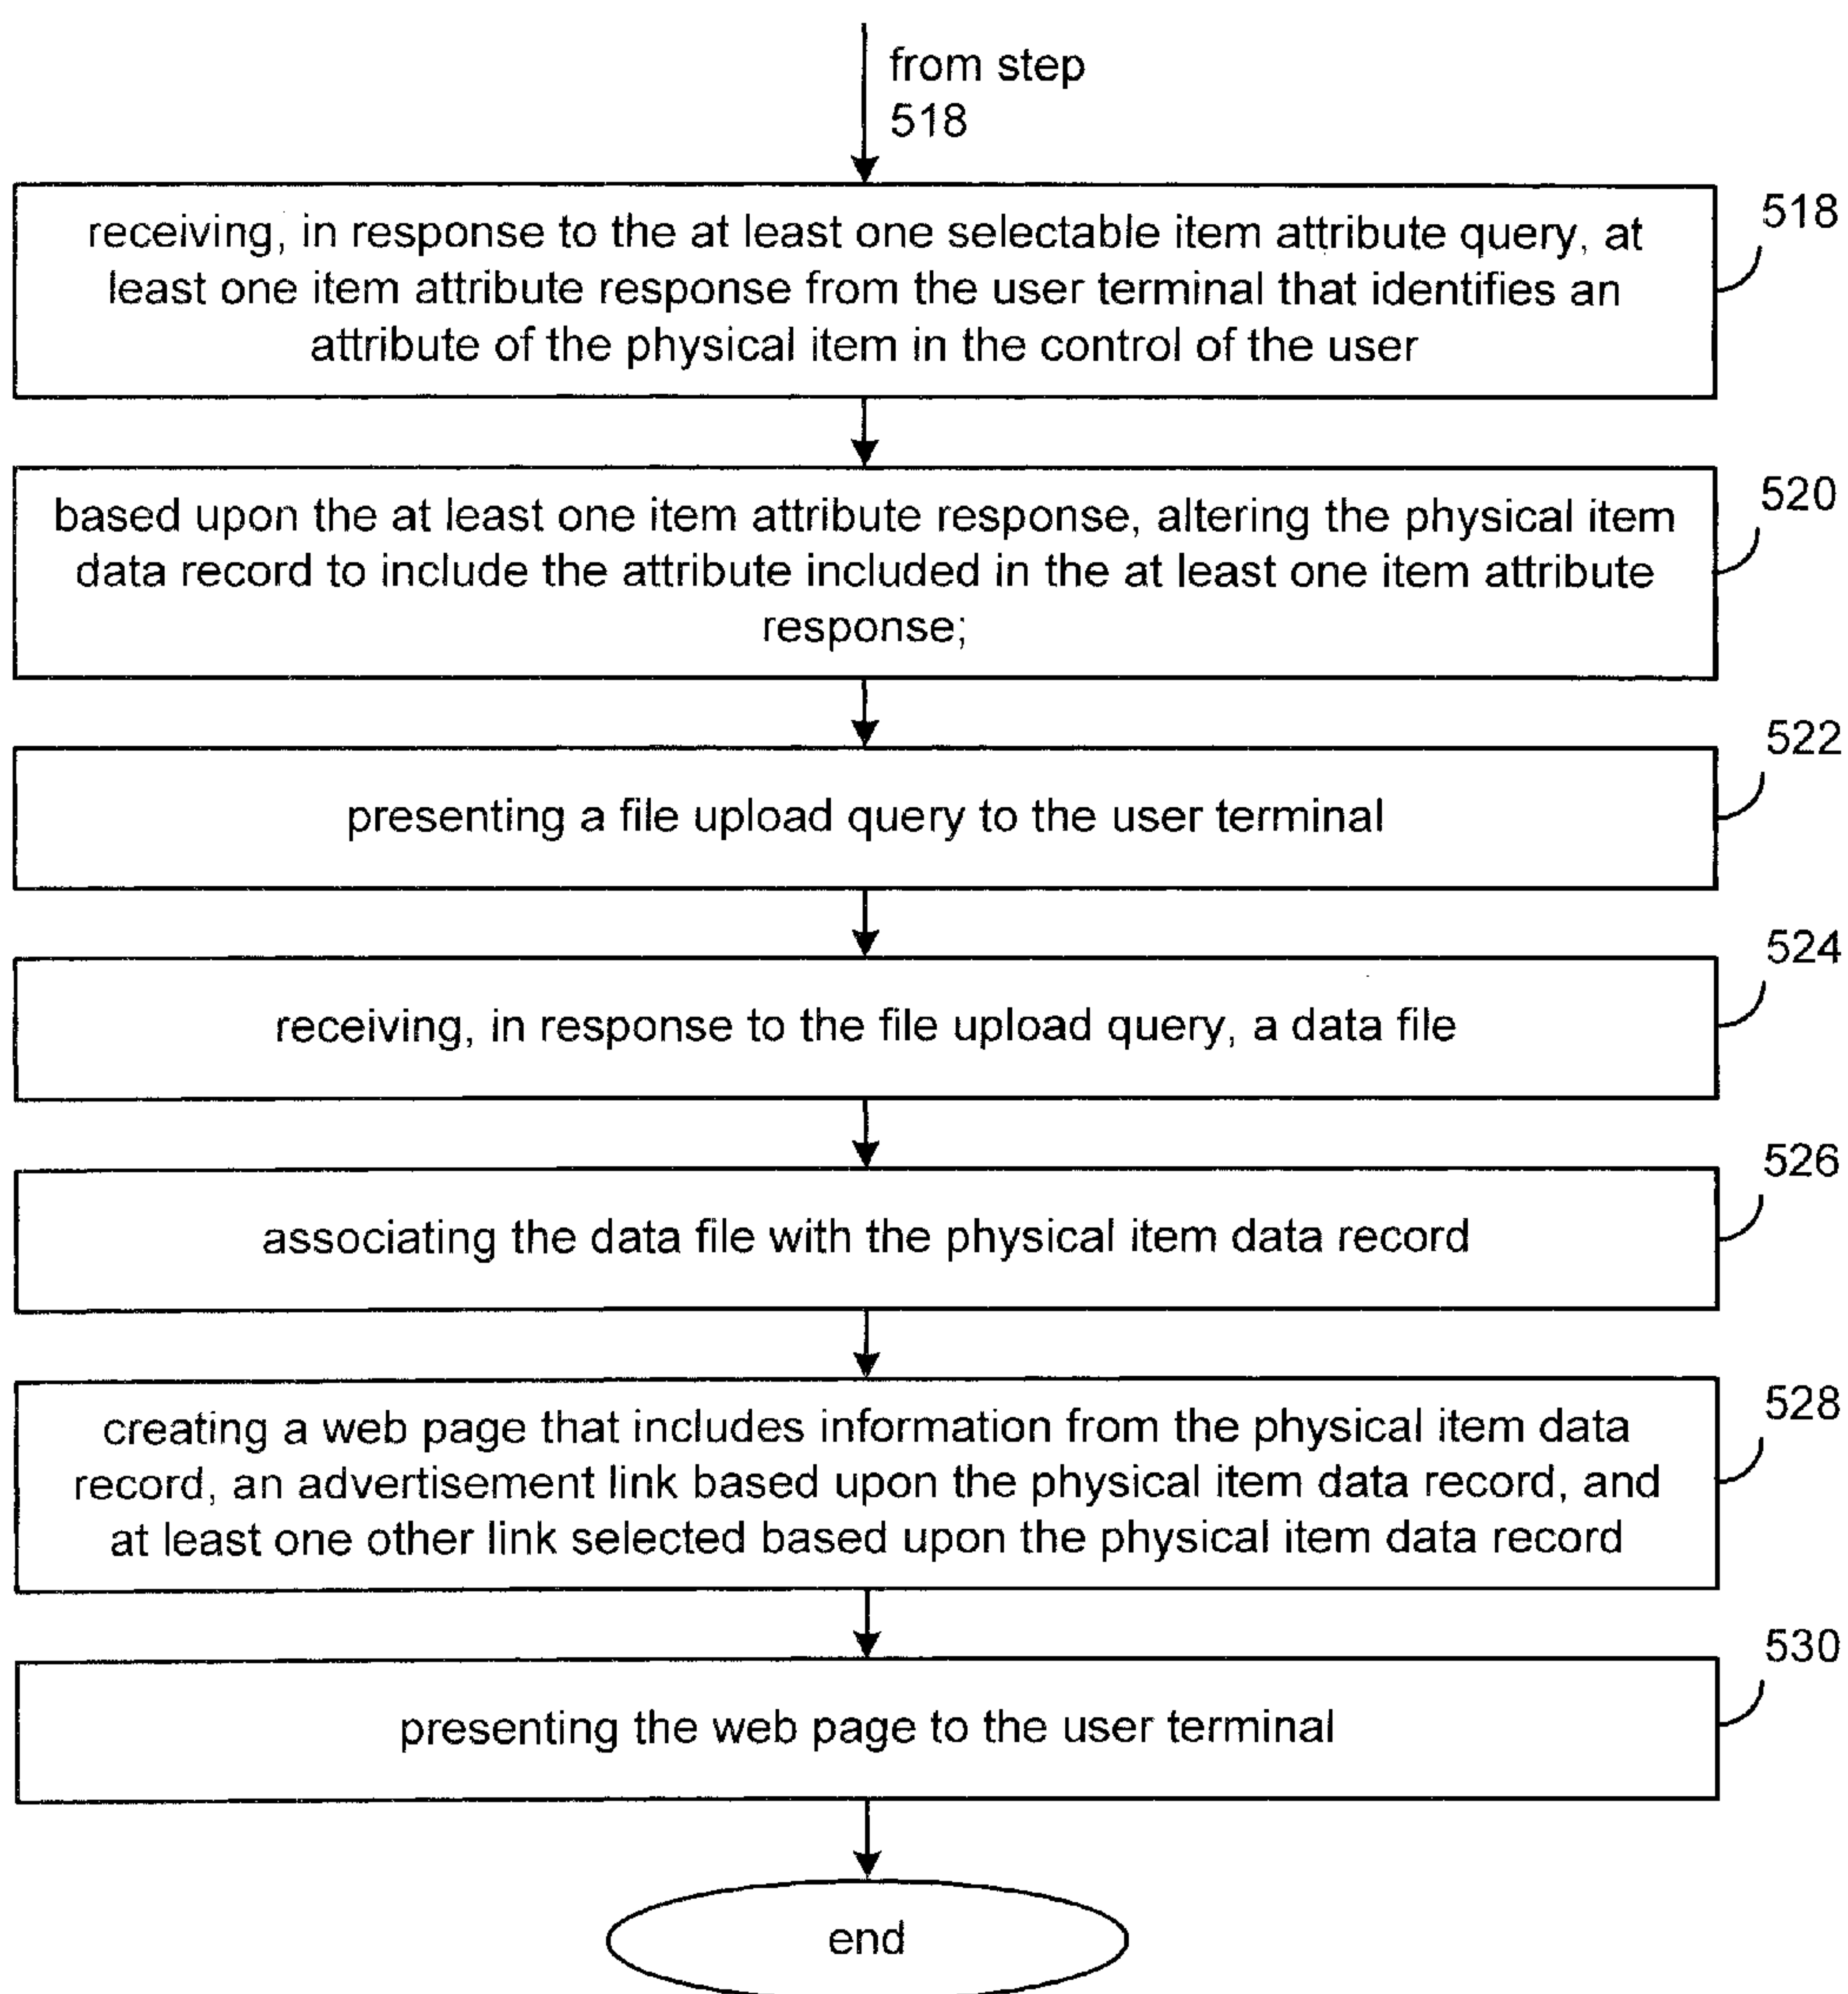 from step
518
receiving, in response to the at least one selectable item attribute query, at
least one item attribute response from the user terminal that identifies an
attribute of the physical item in the control of the user
518
based upon the at least one item attribute response, altering the physical item
data record to include the attribute included in the at least one item attribute
response;
520
presenting a file upload query to the user terminal
522
receiving, in response to the file upload query, a data file
524
associating the data file with the physical item data record
526
creating a web page that includes information from the physical item data
record, an advertisement link based upon the physical item data record, and
at least one other link selected based upon the physical item data record
528
presenting the web page to the user terminal
530
end